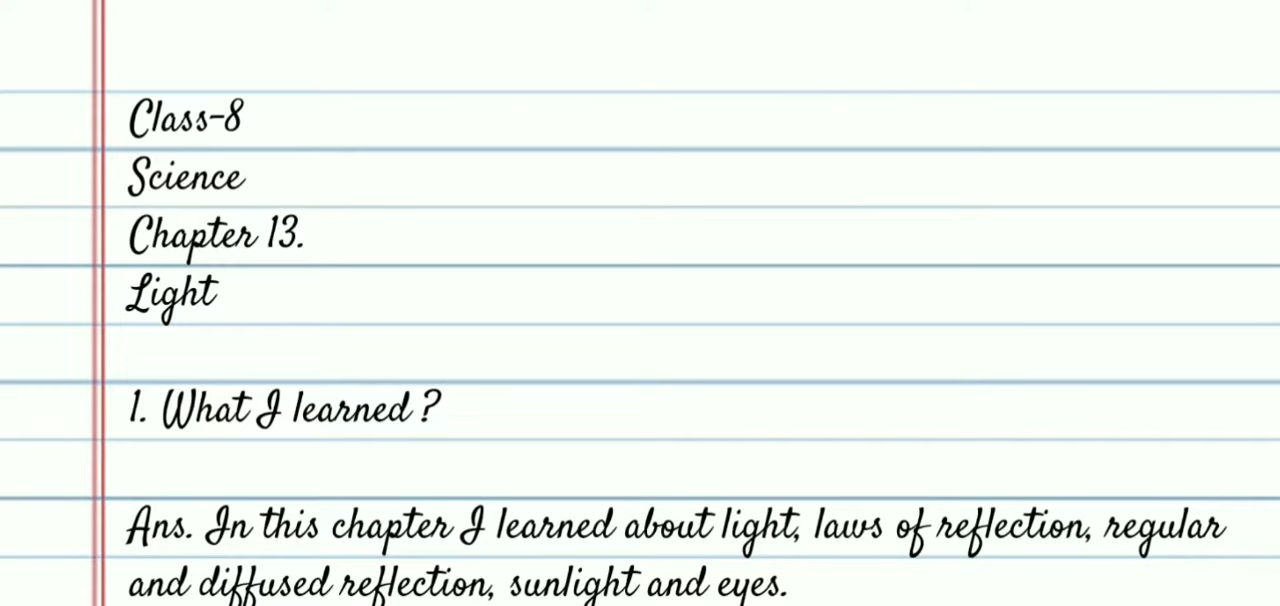 Class-8
Science
Chapter 13.
Light
1. What I learned ?
Ans. In this chapter I learned about light, laws of reflection, regular
and diffused reflection, sunlight and eyes.